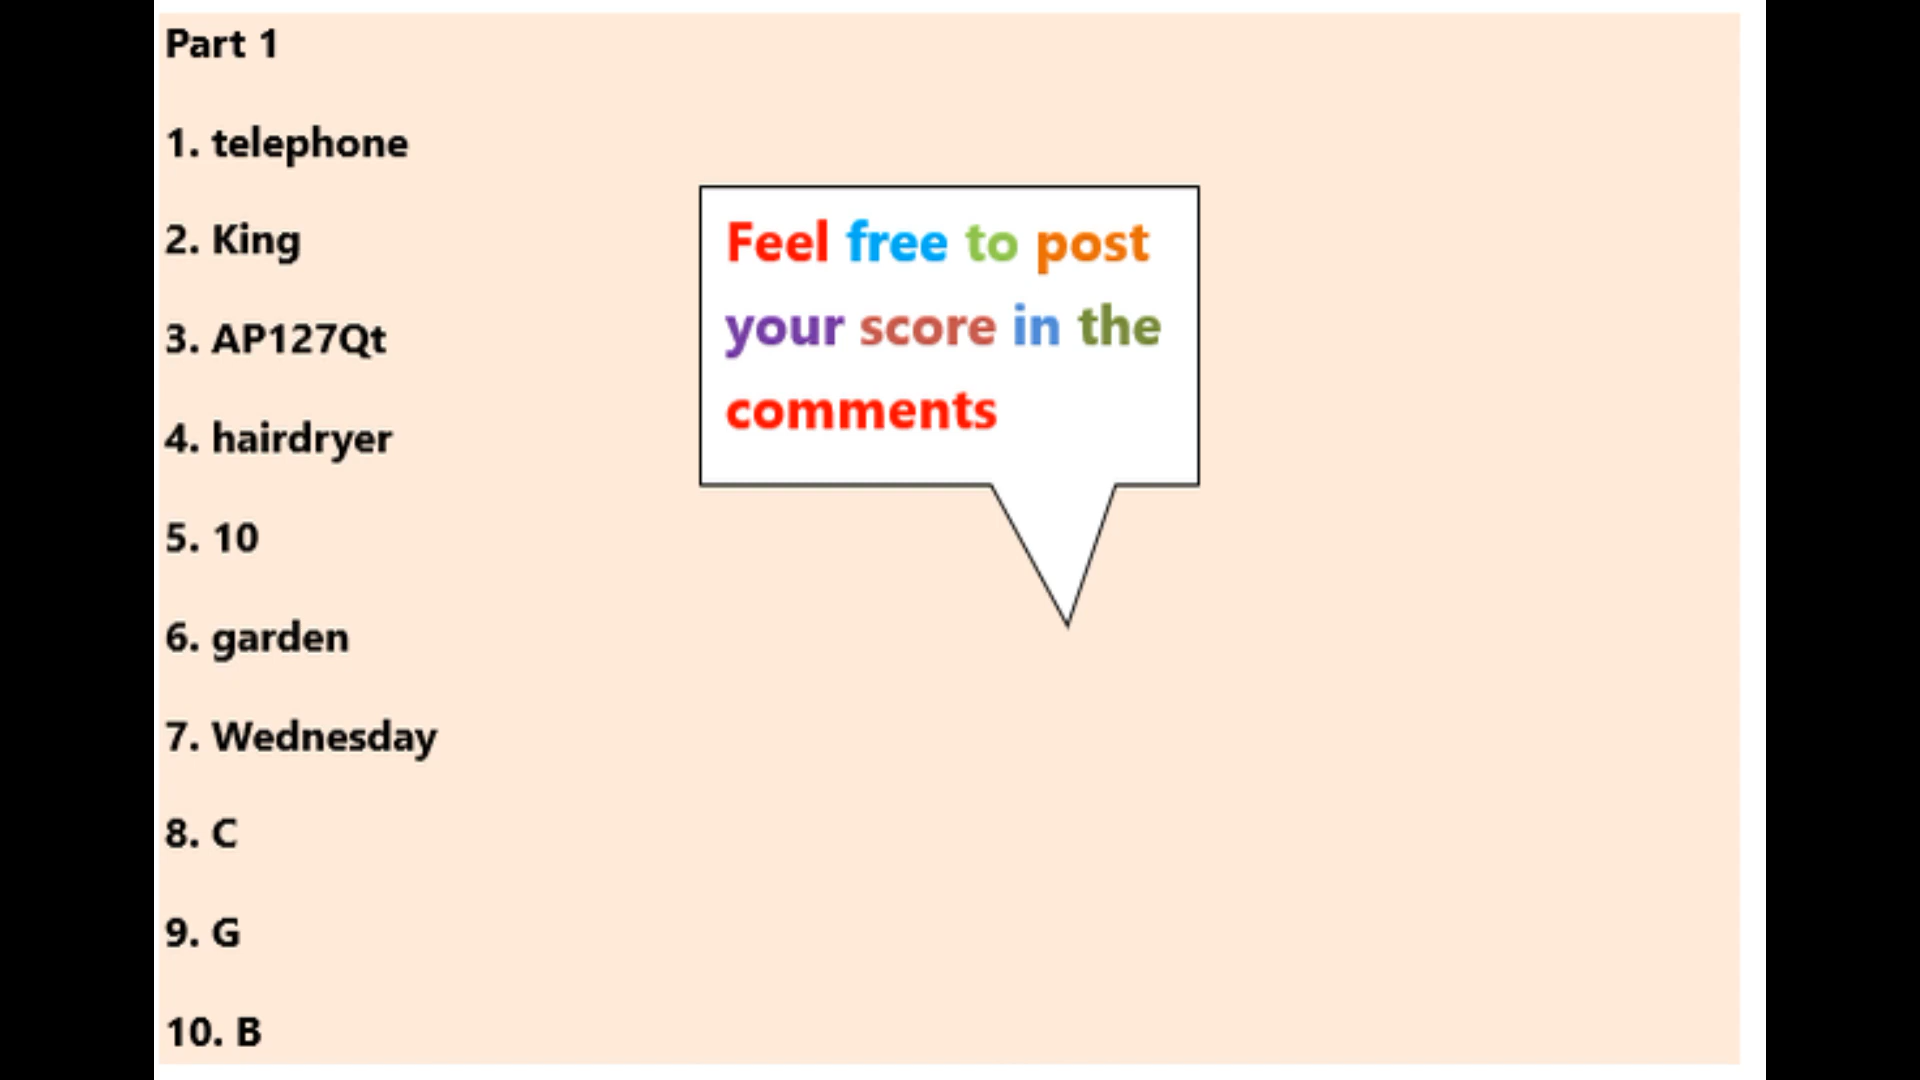 Part 1
1. telephone
2. King
3. AP127Qt
4. hairdryer
5. 10
6. garden
7. Wednesday
8. C
9. G
10. B
Feel free to post
your score in the
comments